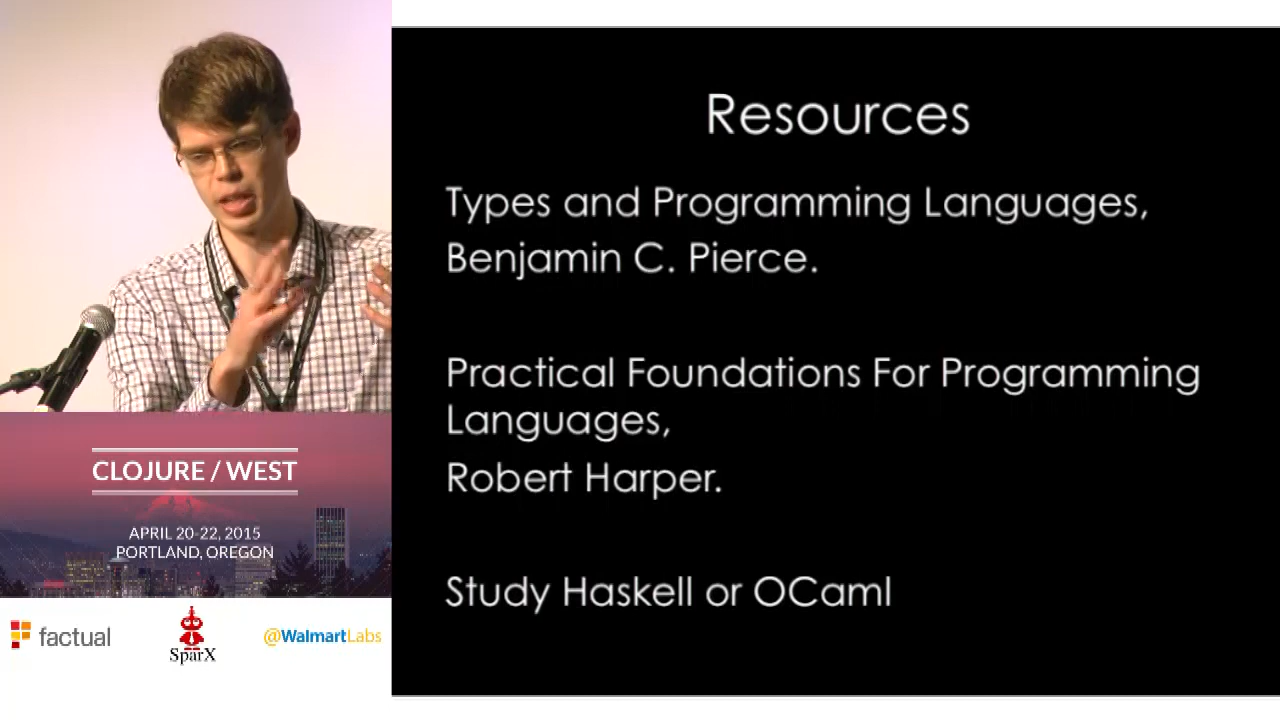 Resources
Types and Programming Languages,
Benjamin C. Pierce.
Practical Foundations For Programming
Languages,
Robert Harper.
Study Haskell or OCaml
CLOJURE / WEST
APRIL 20-22, 2015
PORTLAND, OREGON
factual
SparX
@WalmartLabs